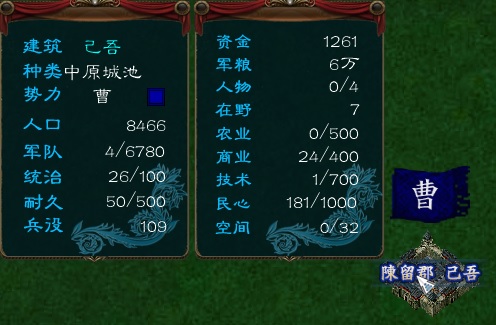 建筑 己吾
种类 中原城池
势力 曹
人口 8466
军队 4/6780
统治 26/100
耐久 50/500
兵设 109
资金 1261
军粮 6万
人物 0/4
在野 7
农业 0/500
商业 24/400
技术 1/700
民心 181/1000
空间 0/32
曹
陳留郡 己吾